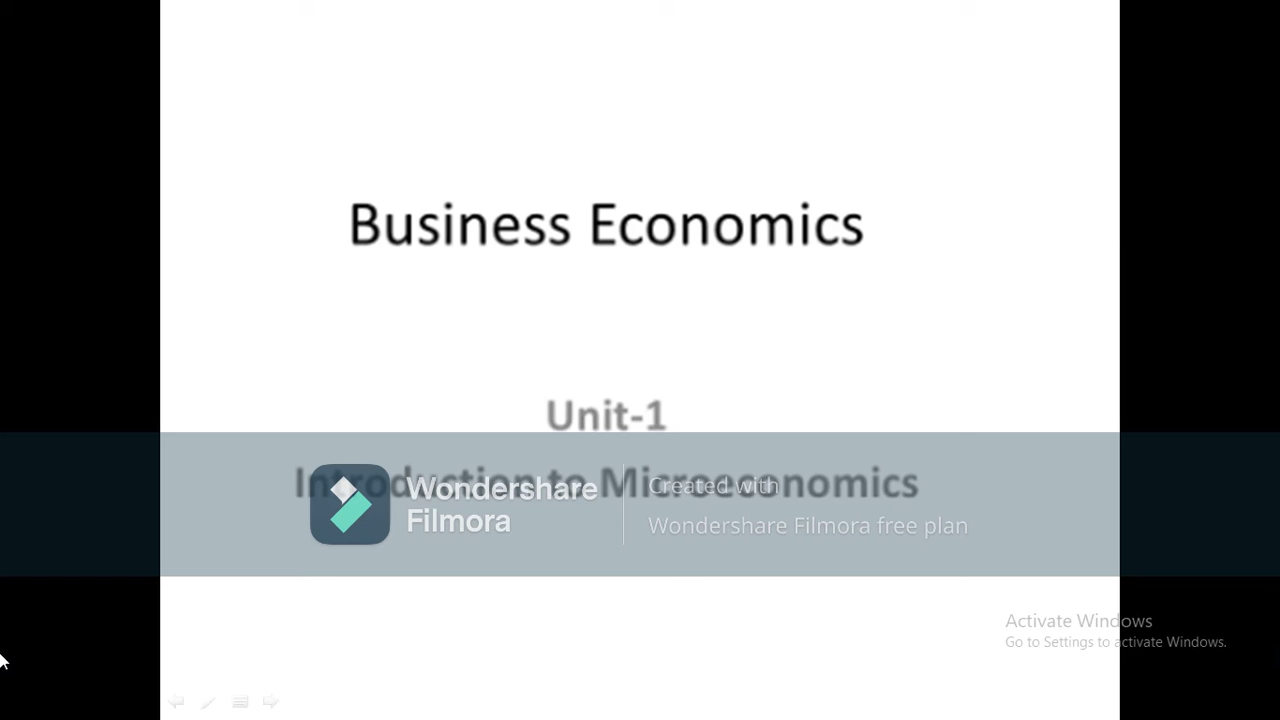 Business Economics
Unit-1
Introduction to Microeconomics
Wondershare
Filmora
Created with
Wondershare Filmora free plan
Activate Windows
Go to Settings to activate Windows.